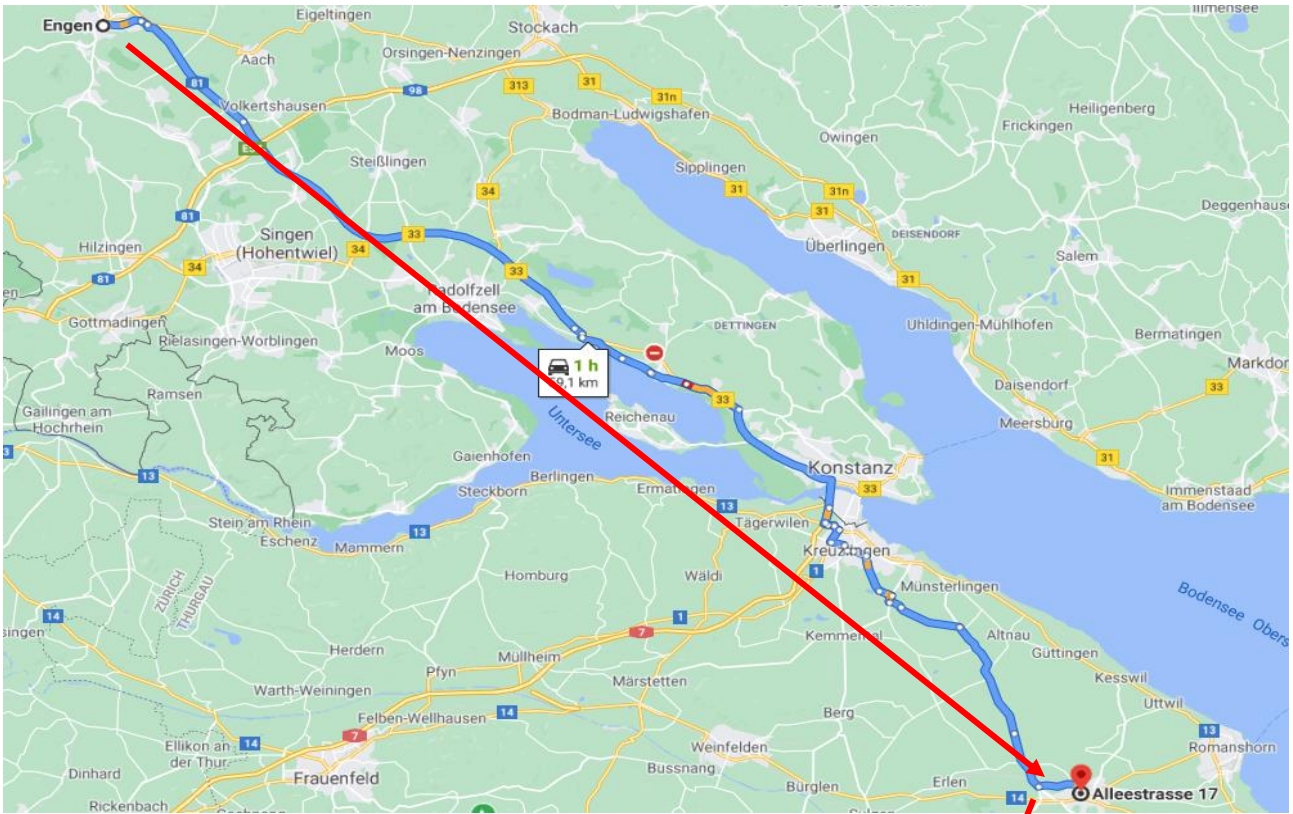 Eigeltingen
Illmensee
Engen
Stockach
Aach
Orsingen-Nenzingen
81
98
313
31
31n
Volkertshausen
Bodman-Ludwigshafen
Heiligenberg
Frickingen
Owingen
Steißlingen
Sipplingen
34
31
31n
81
31
Deggenhause
Singen
(Hohentwiel)
34
33
DEISENDORF
Hilzingen
34
Überlingen
Salem
81
33
31
Radolfzell
am Bodensee
Gottmadingen
Rielasingen-Worblingen
Moos
DETTINGEN
Uhldingen-Mühlhofen
Bermatingen
1 h
59,1 km
Markdor
Ramsen
Daisendorf
33
33
Gailingen am
Hochrhein
Reichenau
Untersee
Meersburg
Gaienhofen
31
13
Konstanz
Berlingen
33
Steckborn
Ermatingen
Immenstaad
am Bodensee
13
Stein am Rhein
Tägerwilen
Eschenz
13
Mammern
Kreuzlingen
Homburg
Wäldi
1
ZÜRICH
THURGAU
Münsterlingen
Bodensee Obers
14
1
singen
7
Kemmental
Altnau
Herdern
Müllheim
Güttingen
Pfyn
Märstetten
Kesswil
Warth-Weiningen
Uttwil
Felben-Wellhausen
14
Berg
7
13
Ellikon an
der Thur
14
Weinfelden
Romanshorn
Dinhard
Frauenfeld
Bussnang
Bürglen
Erlen
14
Alleestrasse 17
Rickenbach